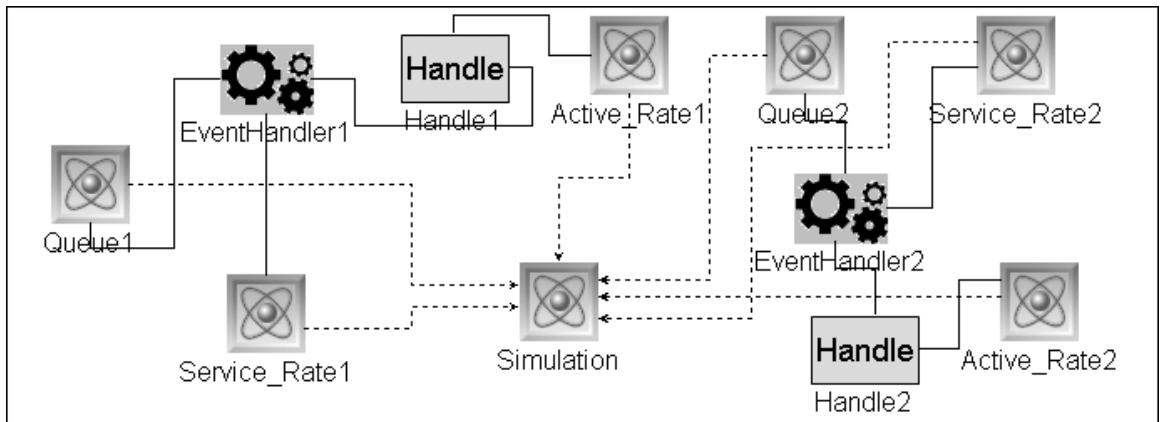 Handle
Handle1
Active_Rate1
Queue2
Service_Rate2
EventHandler1
Queue1
EventHandler2
Service_Rate1
Simulation
Handle
Handle2
Active_Rate2